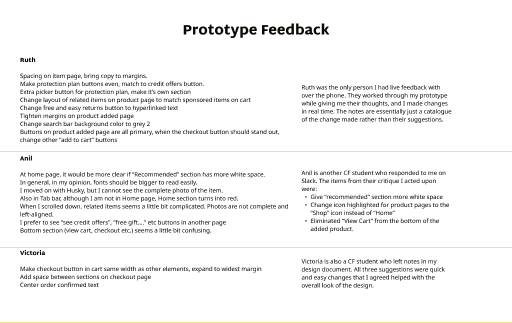 Prototype Feedback
Ruth
Spacing on item page, bring copy to margins.
Make protection plan buttons even, match to credit offers button.
Extra picker button for protection plan, make it's own section
Change layout of related items on product page to match sponsored items on cart
Change free and easy returns button to hyperlinked text
Tighten margins on product added page
Change search bar background color to grey 2
Buttons on product added page are all primary, when the checkout button should stand out,
change other "add to cart" buttons
Ruth was the only person I had live feedback with
over the phone. They worked through my prototype
while giving me their thoughts, and I made changes
in real time. The notes are essentially just a catalogue
of the change made rather than their suggestions.
Anil
At home page, it would be more clear if "Recommended" section has more white space.
In general, in my opinion, fonts should be bigger to read easily.
I moved on with Husky, but I cannot see the complete photo of the item.
Also in Tab bar, although I am not in Home page, Home section turns into red.
When I scrolled down, related items seems a little bit complicated, Photos are not complete and
left-aligned.
I prefer to see "see credit offers", "free gift...." etc buttons in another page
Bottom section (view cart, checkout etc.) seems a little bit confusing.
Anil is another CF student who responded to me on
Slack. The items from their critique I acted upon
were:
• Give "recommended" section more white space
• Change icon highlighted for product pages to the
"Shop" icon instead of "Home"
• Eliminated "View Cart" from the bottom of the
added product.
Victoria
Make checkout button in cart same width as other elements, expand to widest margin
Add space between sections on checkout page
Center order confirmed text
Victoria is also a CF student who left notes in my
design document. All three suggestions were quick
and easy changes that I agreed helped with the
overall look of the design.